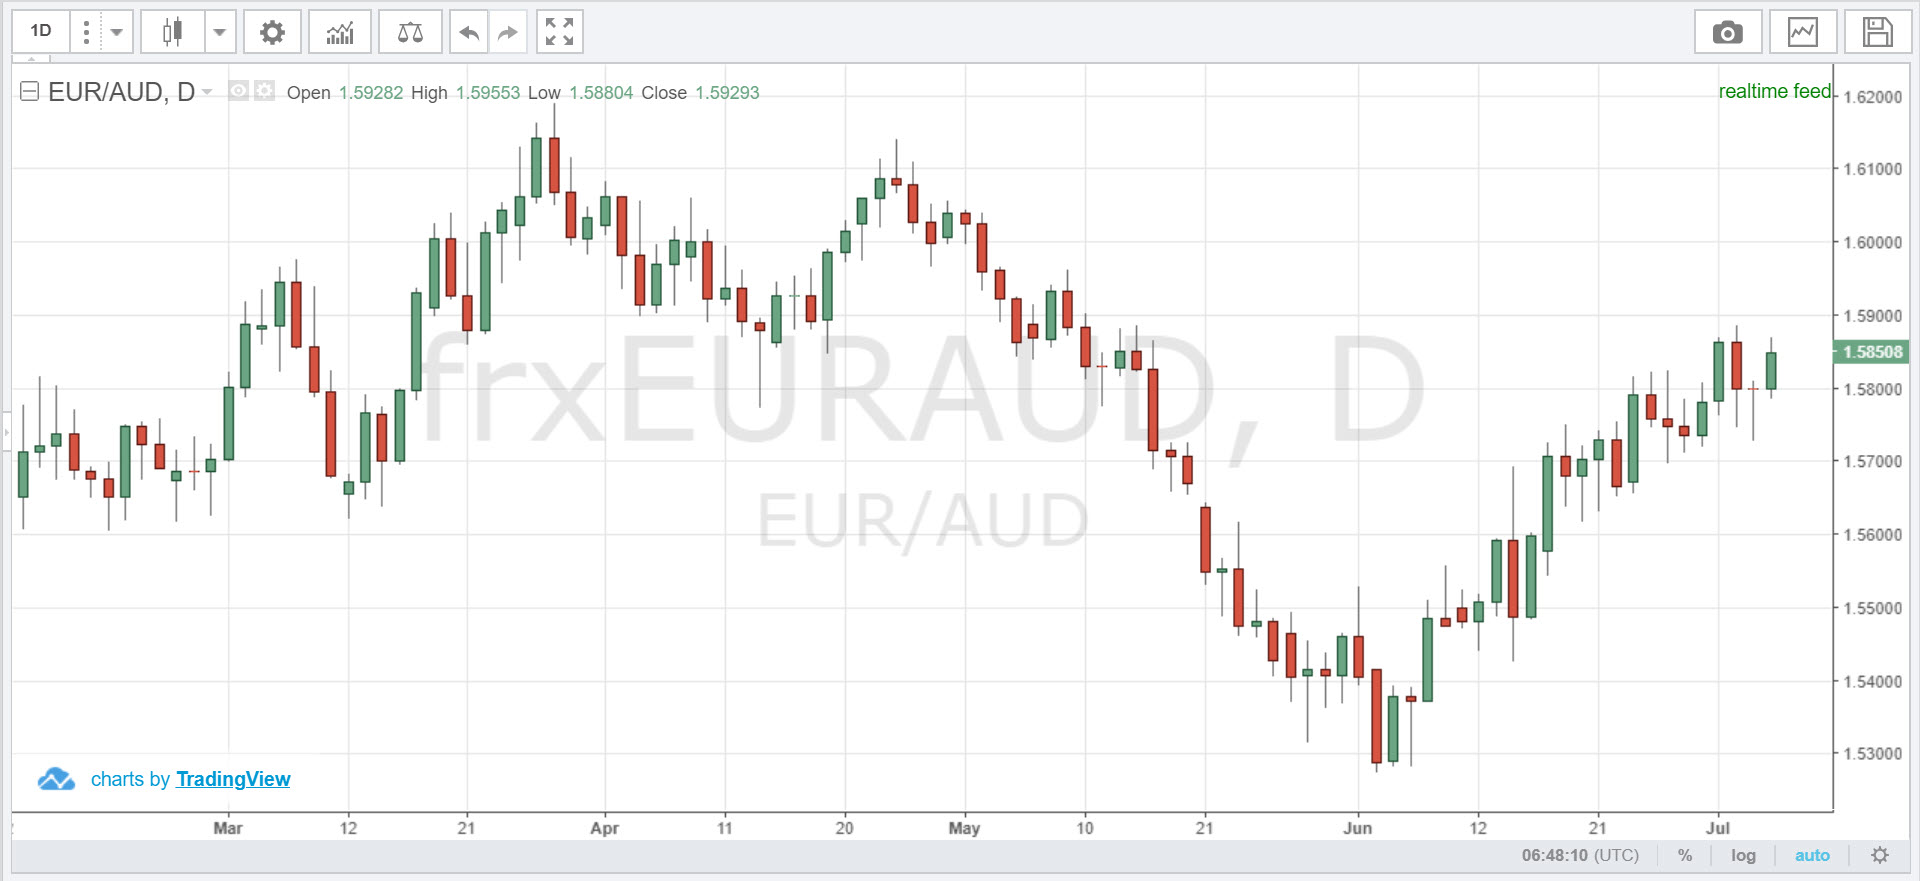 1D
EUR/AUD, D Open 1.59282 High 1.59553 Low 1.58804 Close 1.59293
realtime feed
1.62000
1.61000
1.60000
1.59000
1.58508
1.58000
1.57000
1.56000
1.55000
1.54000
1.53000
frxEURAUD, D
EUR/AUD
charts by TradingView
Mar 12 21 Apr 11 20 May 10 21 Jun 12 21 Jul
06:48:10 (UTC) % log auto